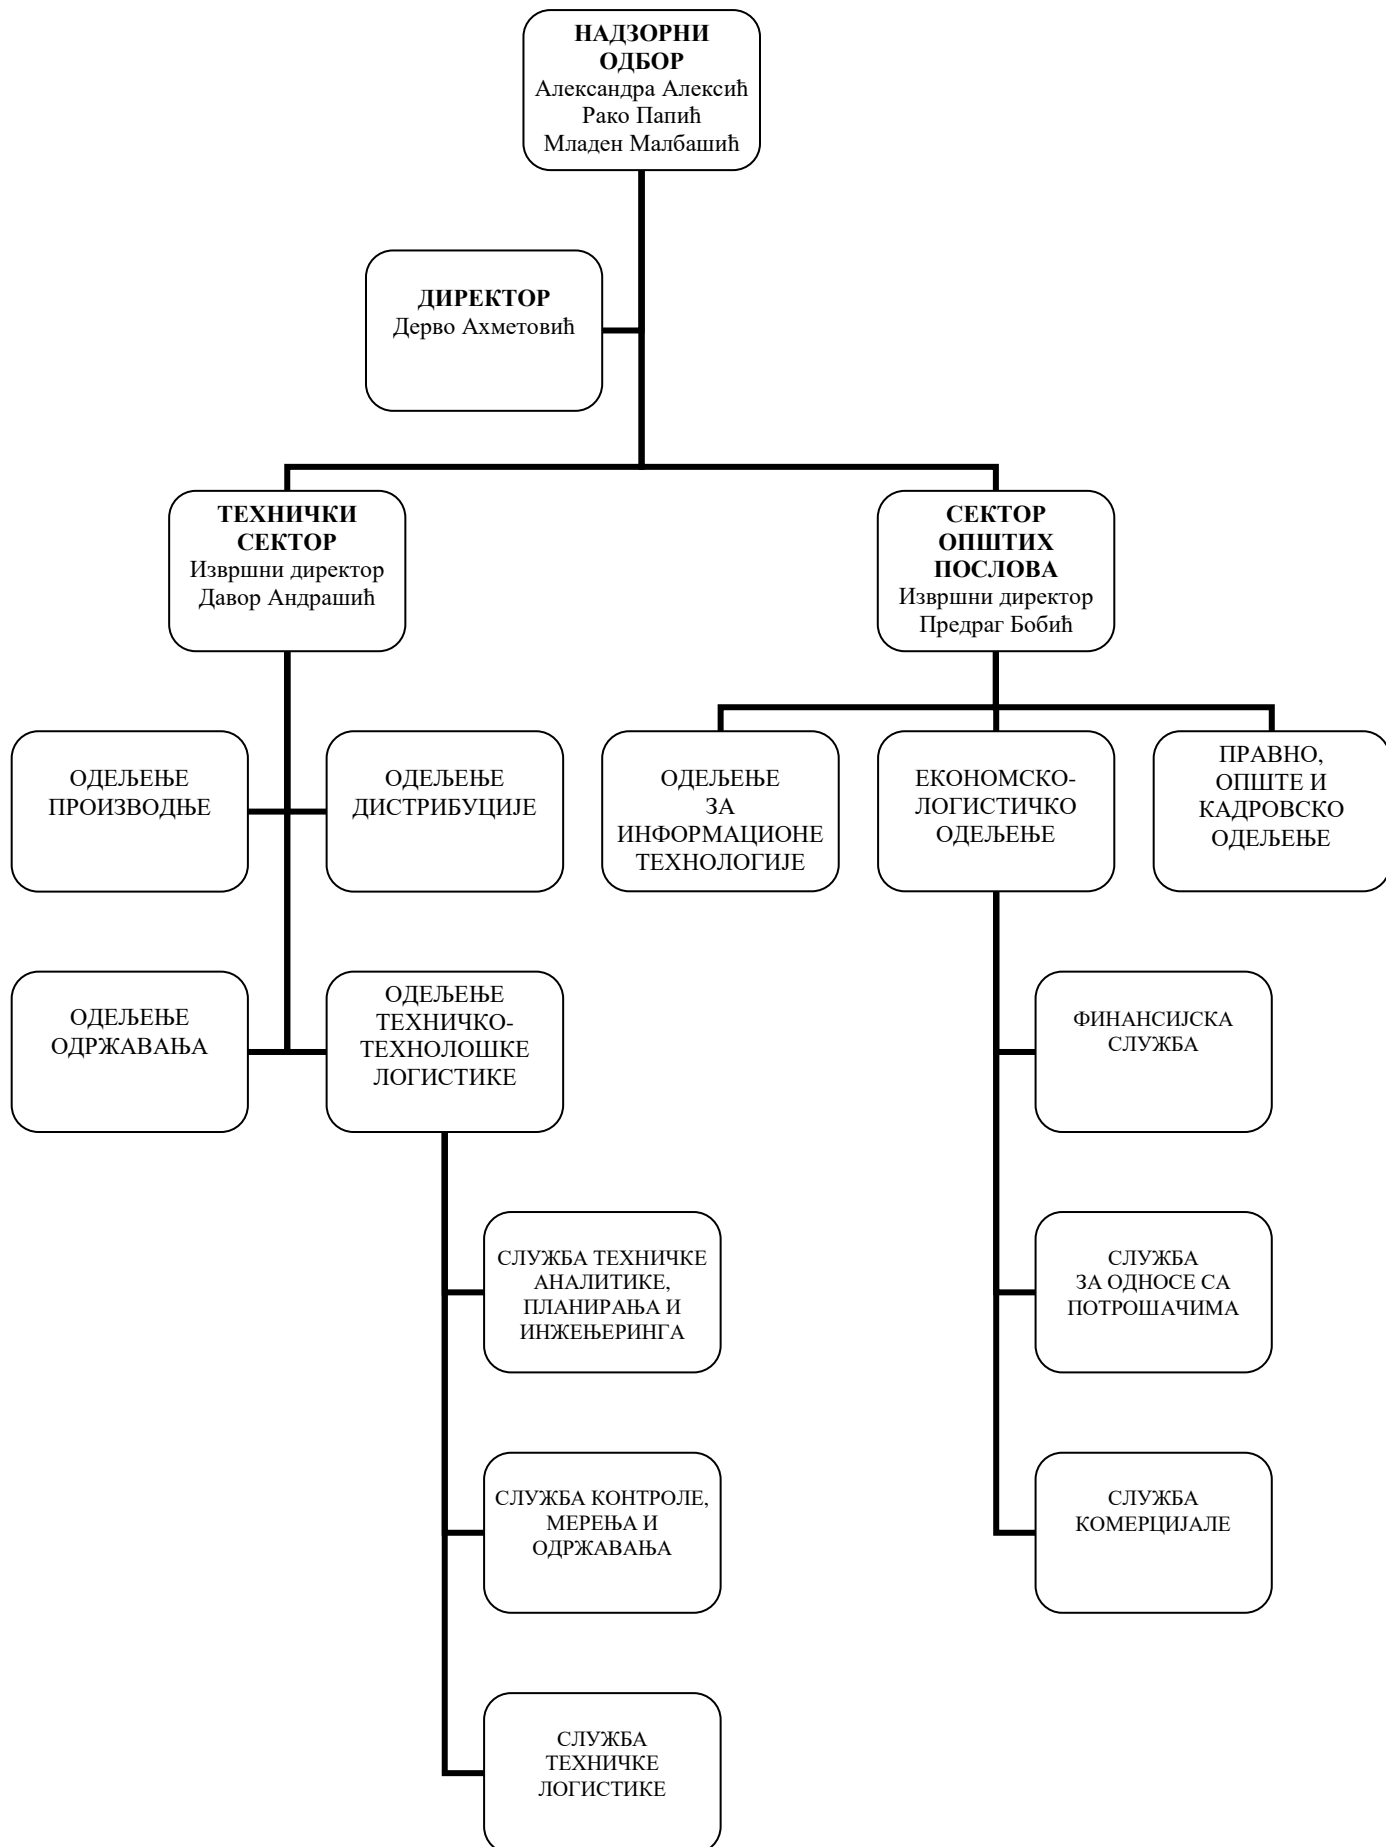 НАДЗОРНИ
ОДБОР
Александра Алексић
Рако Папић
Младен Малбашић
ДИРЕКТОР
Дерво Ахметовић
ТЕХНИЧКИ
СЕКТОР
Извршни директор
Давор Андрашић
СЕКТОР
ОПШТИХ
ПОСЛОВА
Извршни директор
Предраг Бобић
ОДЕЉЕЊЕ
ПРОИЗВОДЊЕ
ОДЕЉЕЊЕ
ДИСТРИБУЦИЈЕ
ОДЕЉЕЊЕ
ЗА
ИНФОРМАЦИОНЕ
ТЕХНОЛОГИЈЕ
ЕКОНОМСКО-
ЛОГИСТИЧКО
ОДЕЉЕЊЕ
ПРАВНО,
ОПШТЕ И
КАДРОВСКО
ОДЕЉЕЊЕ
ОДЕЉЕЊЕ
ОДРЖАВАЊА
ОДЕЉЕЊЕ
ТЕХНИЧКО-
ТЕХНОЛОШКЕ
ЛОГИСТИКЕ
ФИНАНСИЈСКА
СЛУЖБА
СЛУЖБА ТЕХНИЧКЕ
АНАЛИТИКЕ,
ПЛАНИРАЊА И
ИНЖЕЊЕРИНГА
СЛУЖБА
ЗА ОДНОСЕ СА
ПОТРОШАЧИМА
СЛУЖБА КОНТРОЛЕ,
МЕРЕЊА И
ОДРЖАВАЊА
СЛУЖБА
КОМЕРЦИЈАЛЕ
СЛУЖБА
ТЕХНИЧКЕ
ЛОГИСТИКЕ